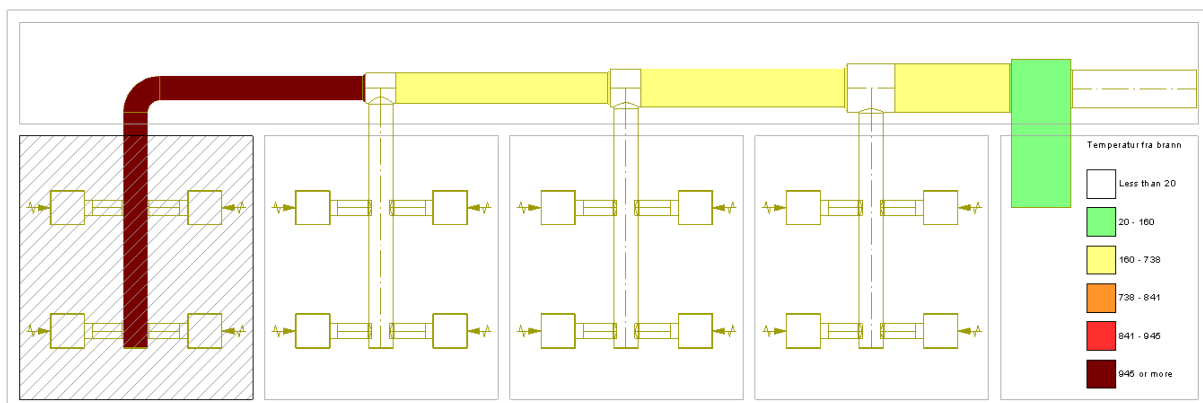 Temperatur fra brann
Less than 20
20 - 160
160 - 738
738 - 841
841 - 945
945 or more